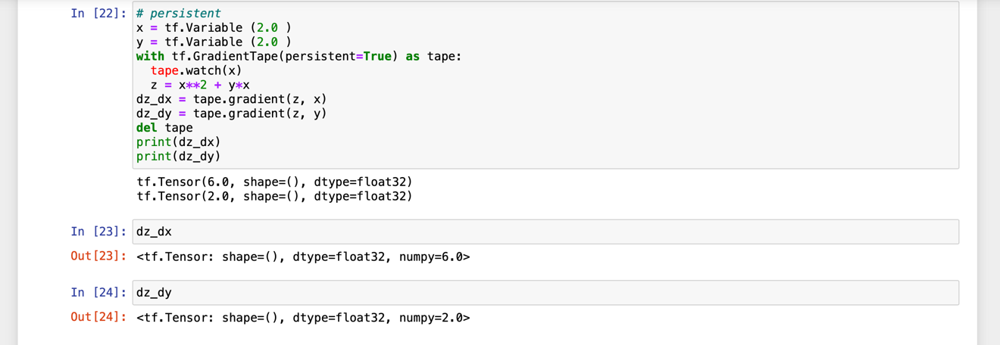 In [22]: # persistent
x = tf.Variable (2.0 )
y = tf.Variable (2.0 )
with tf.GradientTape(persistent=True) as tape:
  tape.watch(x)
  z = x**2 + y*x
dz_dx = tape.gradient(z, x)
dz_dy = tape.gradient(z, y)
del tape
print(dz_dx)
print(dz_dy)
tf.Tensor(6.0, shape=(), dtype=float32)
tf.Tensor(2.0, shape=(), dtype=float32)
In [23]: dz_dx
Out[23]: <tf.Tensor: shape=(), dtype=float32, numpy=6.0>
In [24]: dz_dy
Out[24]: <tf.Tensor: shape=(), dtype=float32, numpy=2.0>